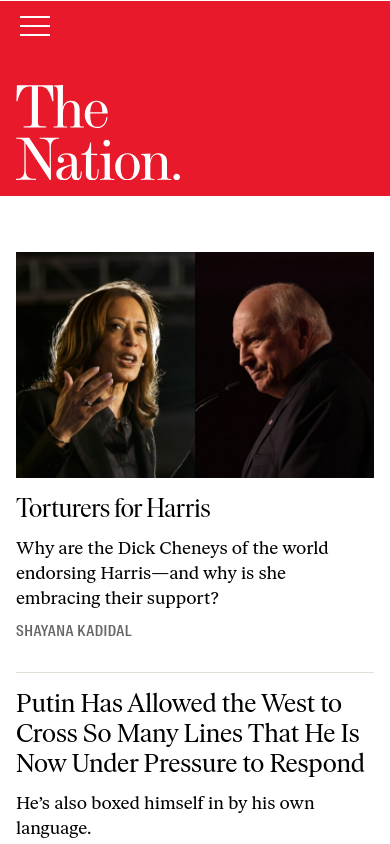 The
Nation.
Torturers for Harris
Why are the Dick Cheneys of the world
endorsing Harris—and why is she
embracing their support?
SHAYANA KADIDAL
Putin Has Allowed the West to
Cross So Many Lines That He Is
Now Under Pressure to Respond
He’s also boxed himself in by his own
language.